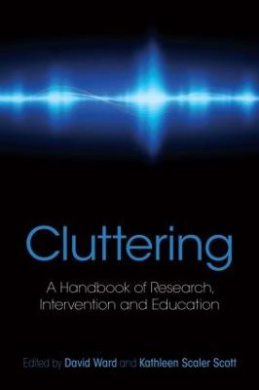 Cluttering
A Handbook of Research,
Intervention and Education
Edited by David Ward and Kathleen Scaler Scott